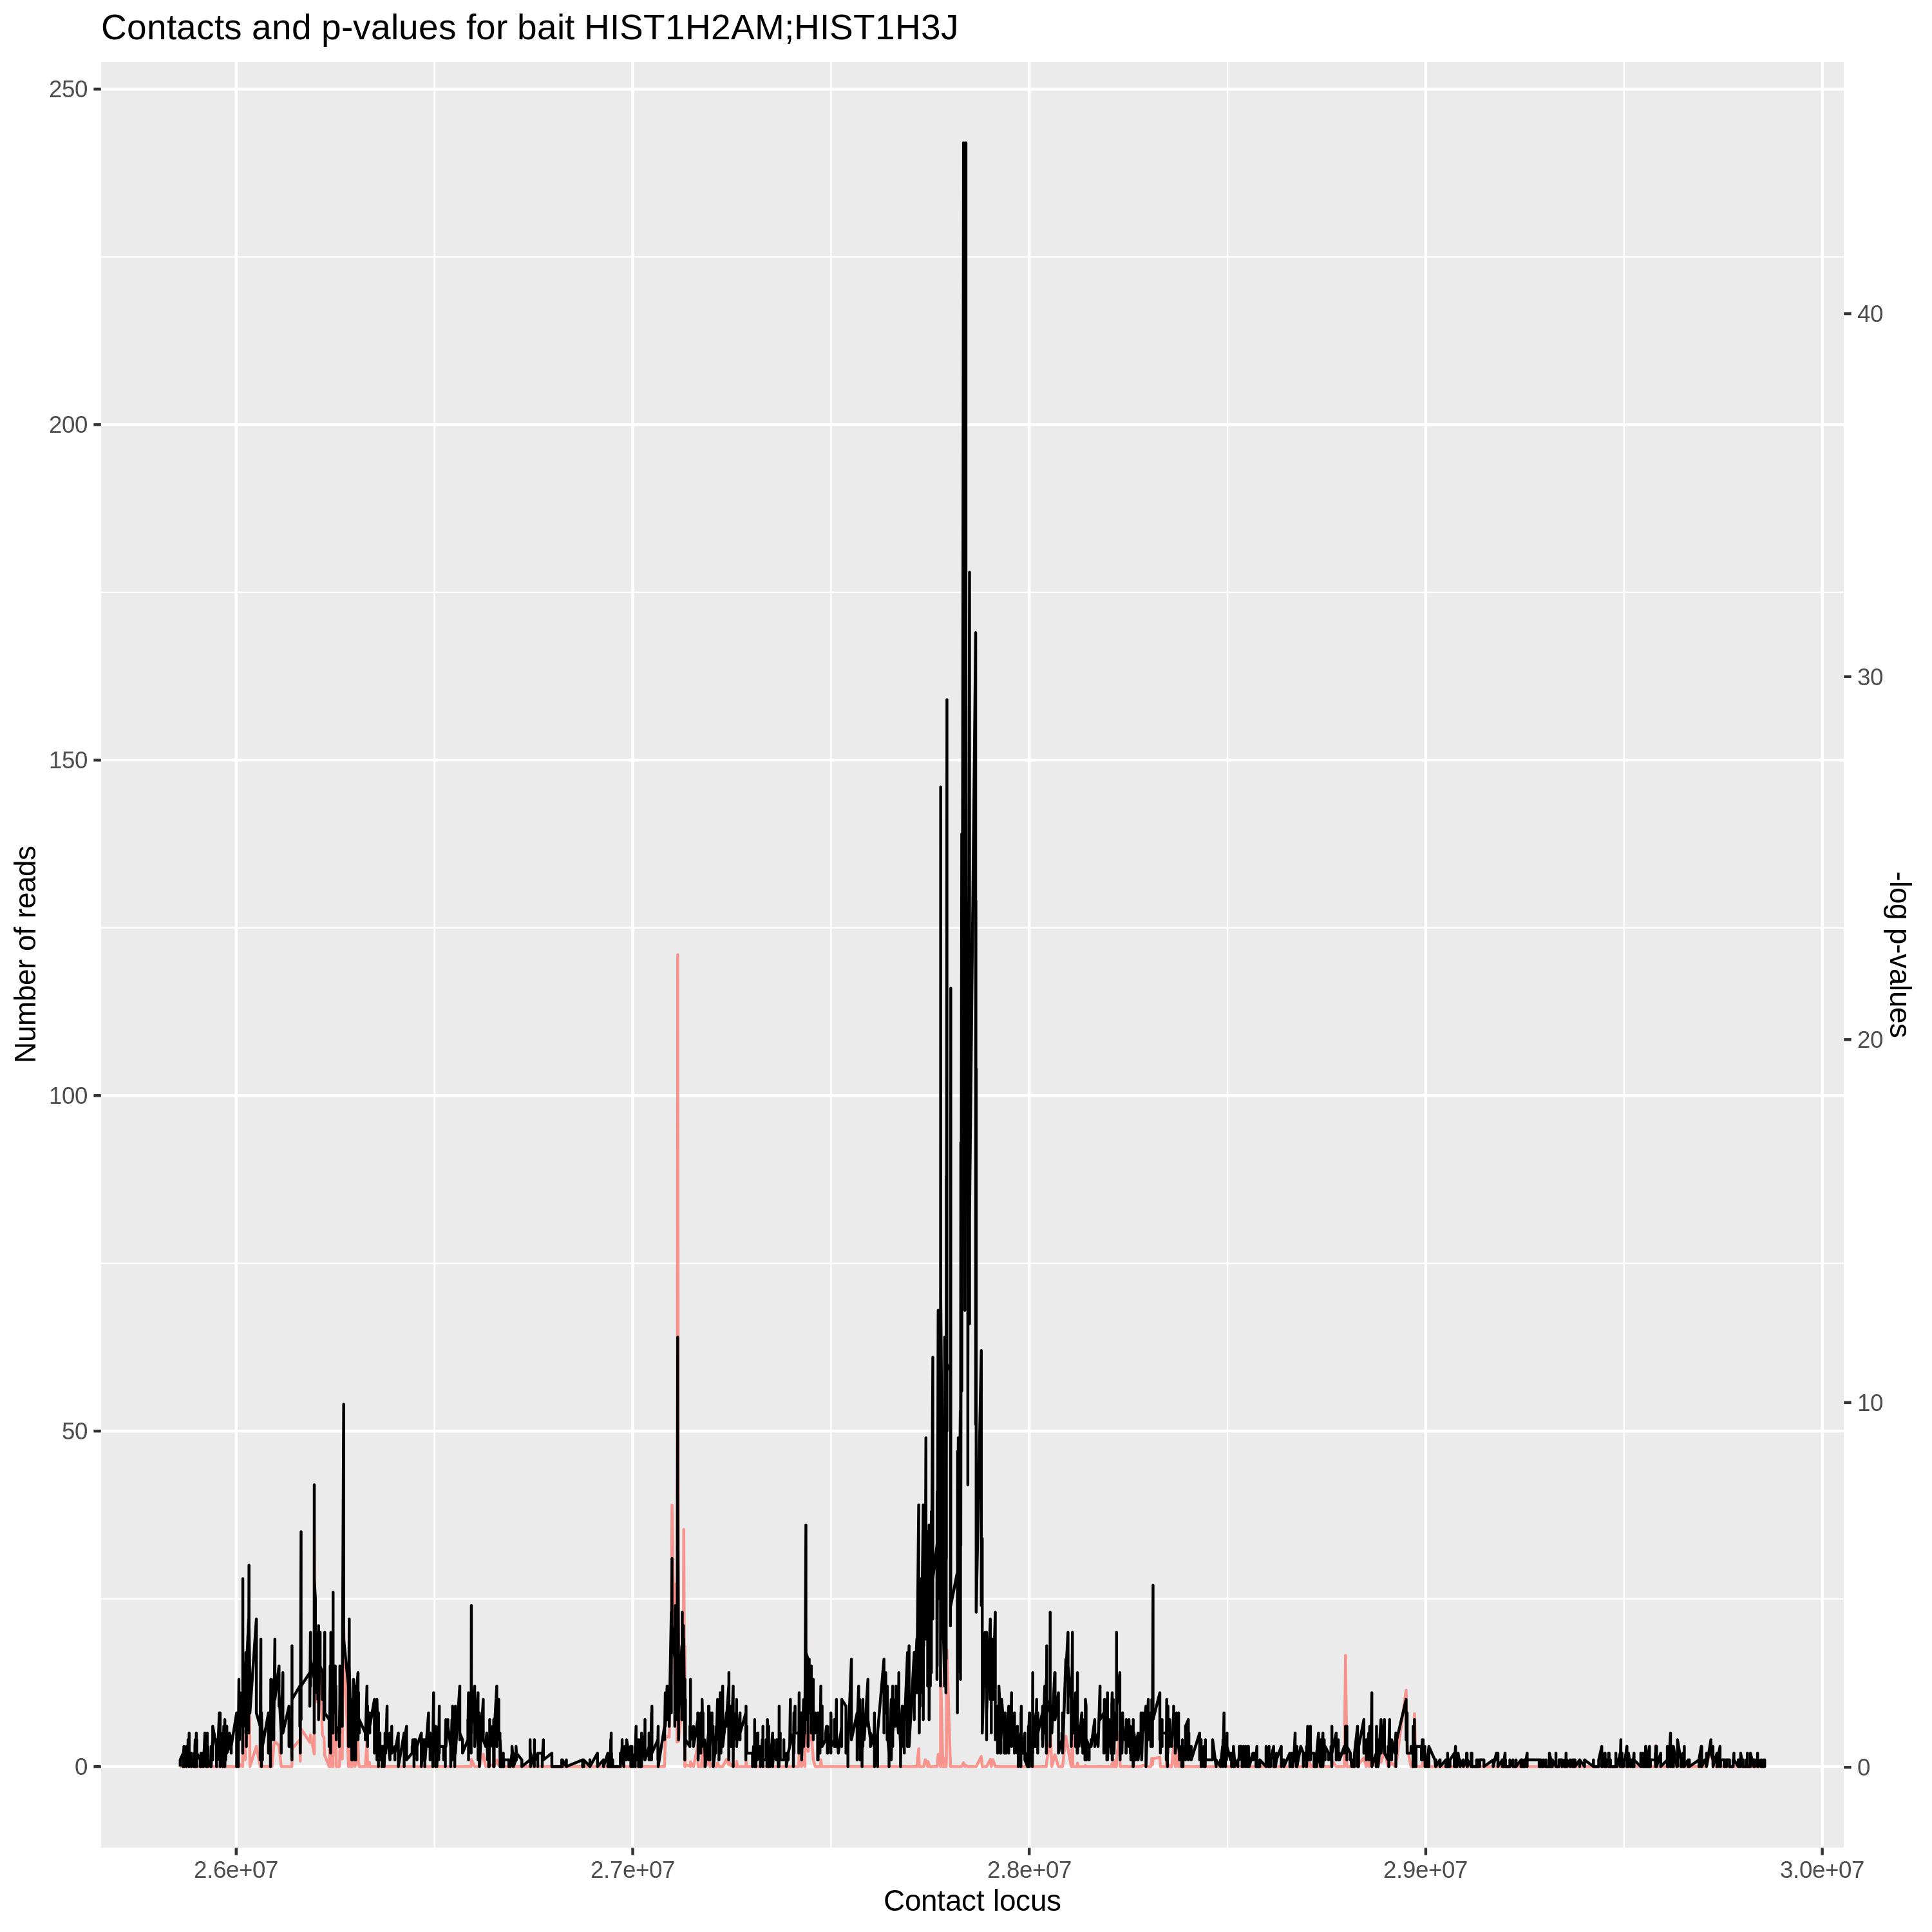 Contacts and p-values for bait HIST1H2AM;HIST1H3J
250
200
150
100
50
0
Number of reads
40
30
20
10
0
-log p-values
2.6e+07
2.7e+07
2.8e+07
2.9e+07
3.0e+07
Contact locus